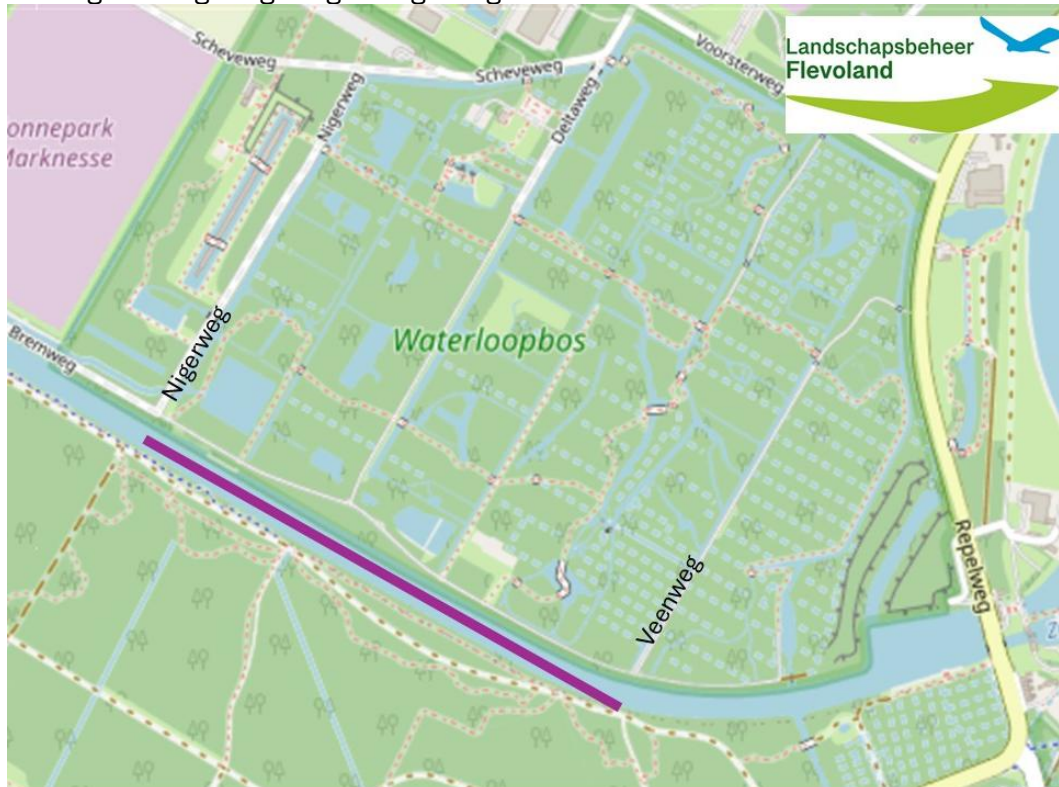 Scheveweg
Scheveweg
Voorsterweg
Landschapsbeheer
Flevoland
Nigerweg
Deltaweg
onnepark
Marknesse
Waterloopbos
Bremweg
Nigerweg
Veenweg
Repelweg